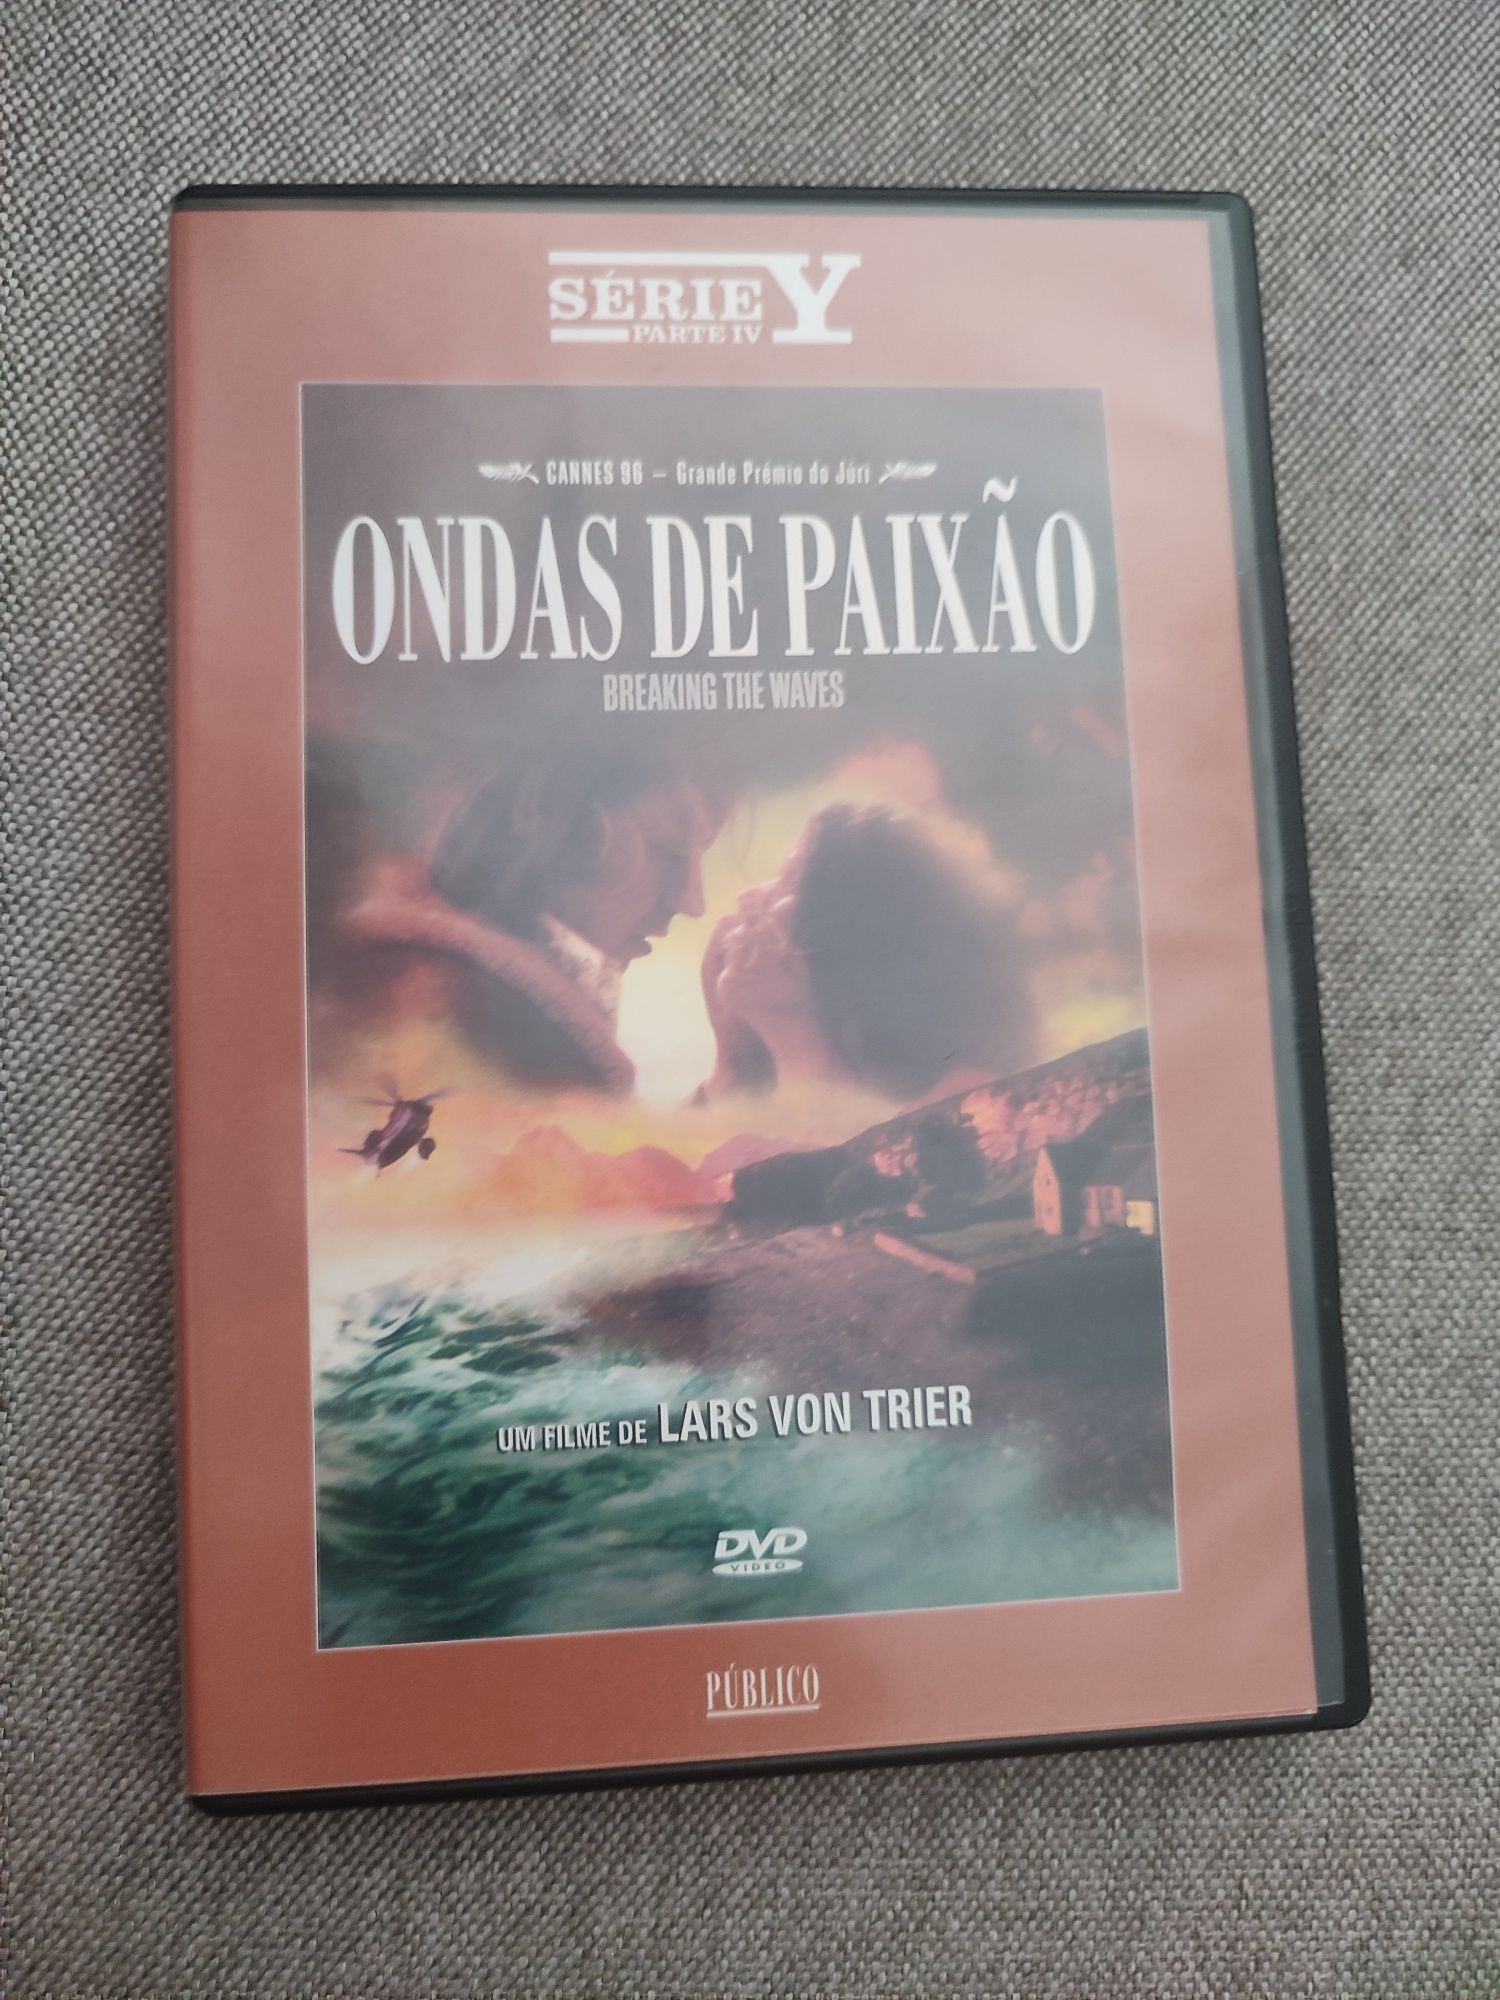 SÉRIE Y
PARTE IV
CANNES 96 – Grande Prémio do Júri
ONDAS DE PAIXÃO
BREAKING THE WAVES
UM FILME DE LARS VON TRIER
DVD
VIDEO
PÚBLICO